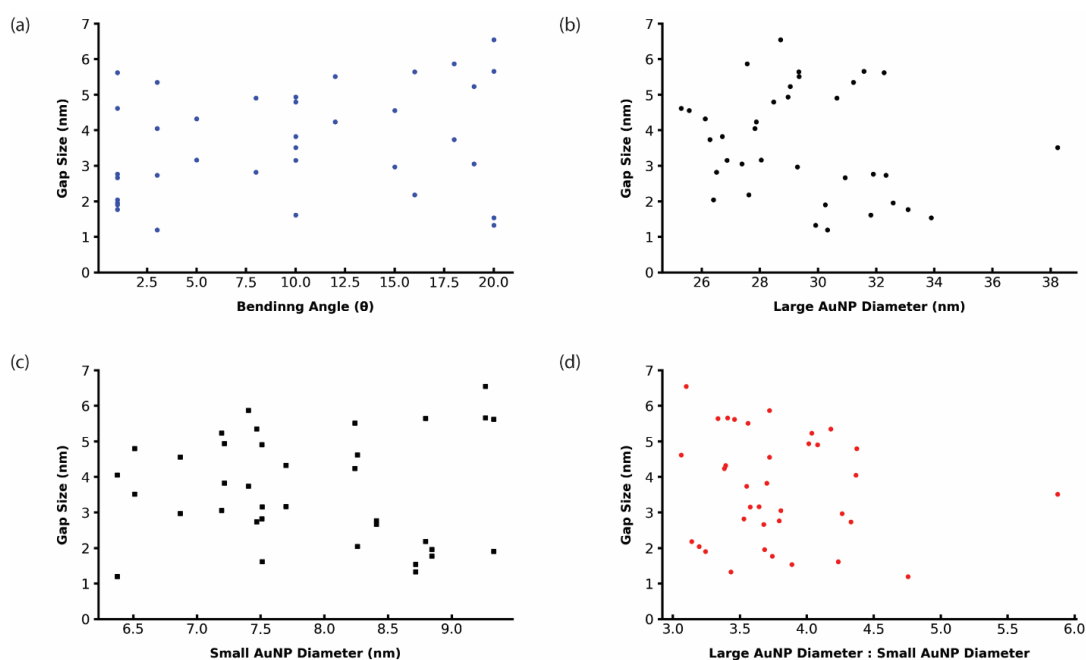 (a)
7
6
5
4
3
2
1
0
Gap Size (nm)
2.5 5.0 7.5 10.0 12.5 15.0 17.5 20.0
Bendinng Angle (θ)
(b)
7
6
5
4
3
2
1
0
Gap Size (nm)
26 28 30 32 34 36 38
Large AuNP Diameter (nm)
(c)
7
6
5
4
3
2
1
0
Gap Size (nm)
6.5 7.0 7.5 8.0 8.5 9.0
Small AuNP Diameter (nm)
(d)
7
6
5
4
3
2
1
0
Gap Size (nm)
3.0 3.5 4.0 4.5 5.0 5.5 6.0
Large AuNP Diameter : Small AuNP Diameter